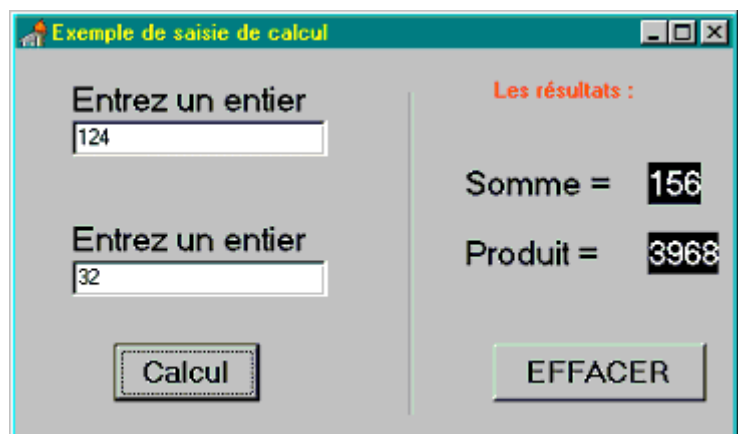 Exemple de saisie de calcul
Entrez un entier
124
Entrez un entier
32
Calcul
Les résultats :
Somme = 156
Produit = 3968
EFFACER